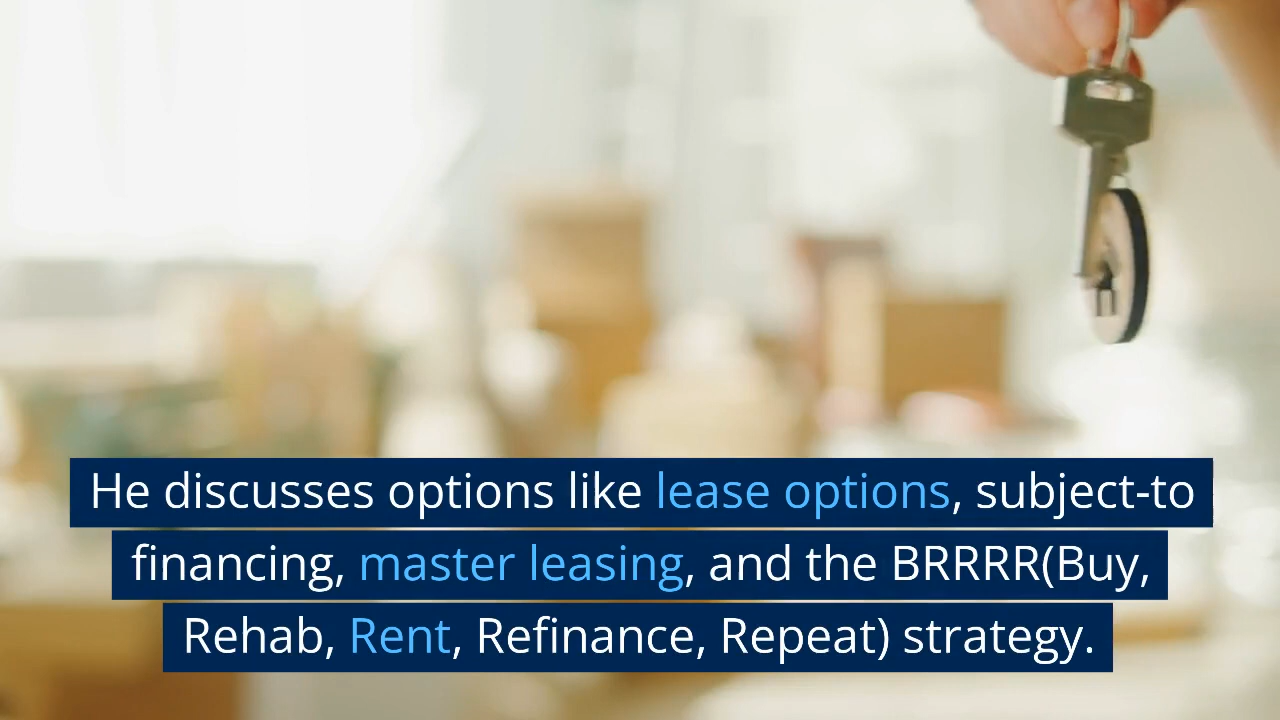 He discusses options like lease options, subject-to
financing, master leasing, and the BRRRR(Buy,
Rehab, Rent, Refinance, Repeat) strategy.